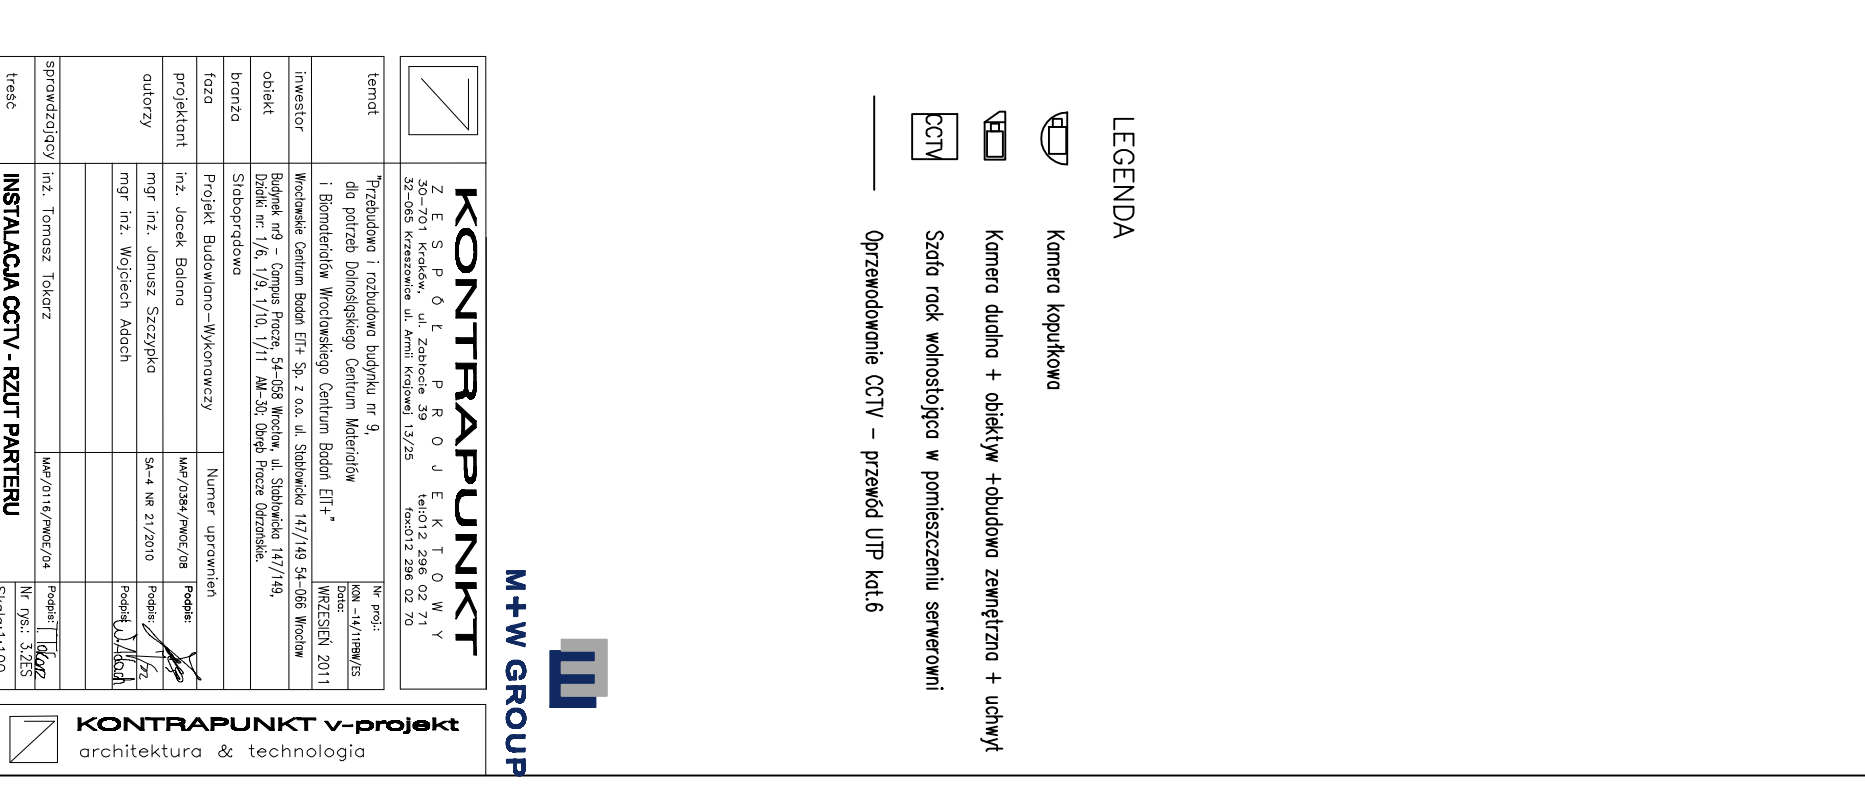 LEGENDA
Kamera kopułkowa
Kamera dualna + obiektyw +obudowa zewnętrzna + uchwyt
CCTV
Szafa rack wolnostojąca w pomieszczeniu serwerowni
Oprzewodowanie CCTV – przewód UTP kat.6
M+W GROUP
KONTRAPUNKT
ZESPÓŁ PROJEKTOWY
30–701 Kraków, ul. Zabłocie 39 tel:012 296 02 71
32–065 Krzeszowice ul. Armii Krajowej 13/25 fax:012 296 02 70
temat
"Przebudowa i rozbudowa budynku nr 9,
dla potrzeb Dolnośląskiego Centrum Materiałów
i Biomateriałów Wrocławskiego Centrum Badań EIT+"
Nr proj.:
KON –14/11PBW/ES
Data:
WRZESIEŃ 2011
inwestor
Wrocławskie Centrum Badań EIT+ Sp. z o.o. ul. Stabłowicka 147/149 54–066 Wrocław
obiekt
Budynek nr9 – Campus Pracze, 54–058 Wrocław, ul. Stabłowicka 147/149,
Działki nr: 1/6, 1/9, 1/10, 1/11 AM–30; Obręb Pracze Odrzańskie.
branża
Słaboprądowa
faza
Projekt Budowlano–Wykonawczy
Numer uprawnień
projektant
inż. Jacek Balana
MAP/0384/PWOE/08
Podpis:
autorzy
mgr inż. Janusz Szczypka
SA–4 NR 21/2010
Podpis:
mgr inż. Wojciech Adach
Podpis:
W.Adach
sprawdzający
inż. Tomasz Tokarz
MAP/0116/PWOE/04
Podpis:
T.Tokarz
treść
INSTALACJA CCTV - RZUT PARTERU
Nr rys.: 3.2ES
Skala:1:100
KONTRAPUNKT v–projekt
architektura & technologia